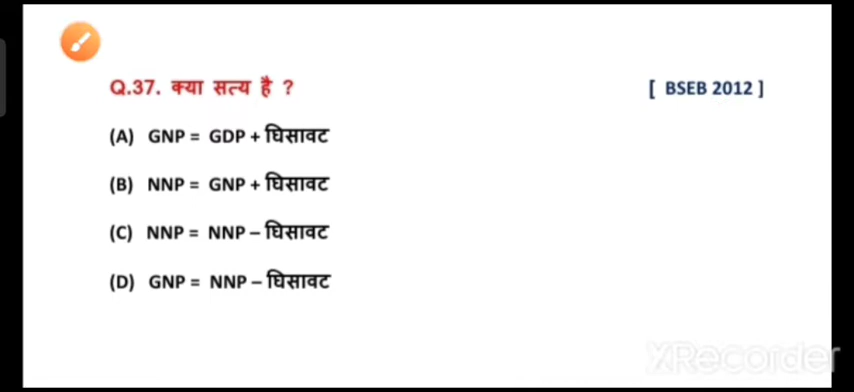 Q.37. क्या सत्य है ? [ BSEB 2012 ]
(A) GNP = GDP + घिसावट
(B) NNP = GNP + घिसावट
(C) NNP = NNP – घिसावट
(D) GNP = NNP – घिसावट
XRecorder